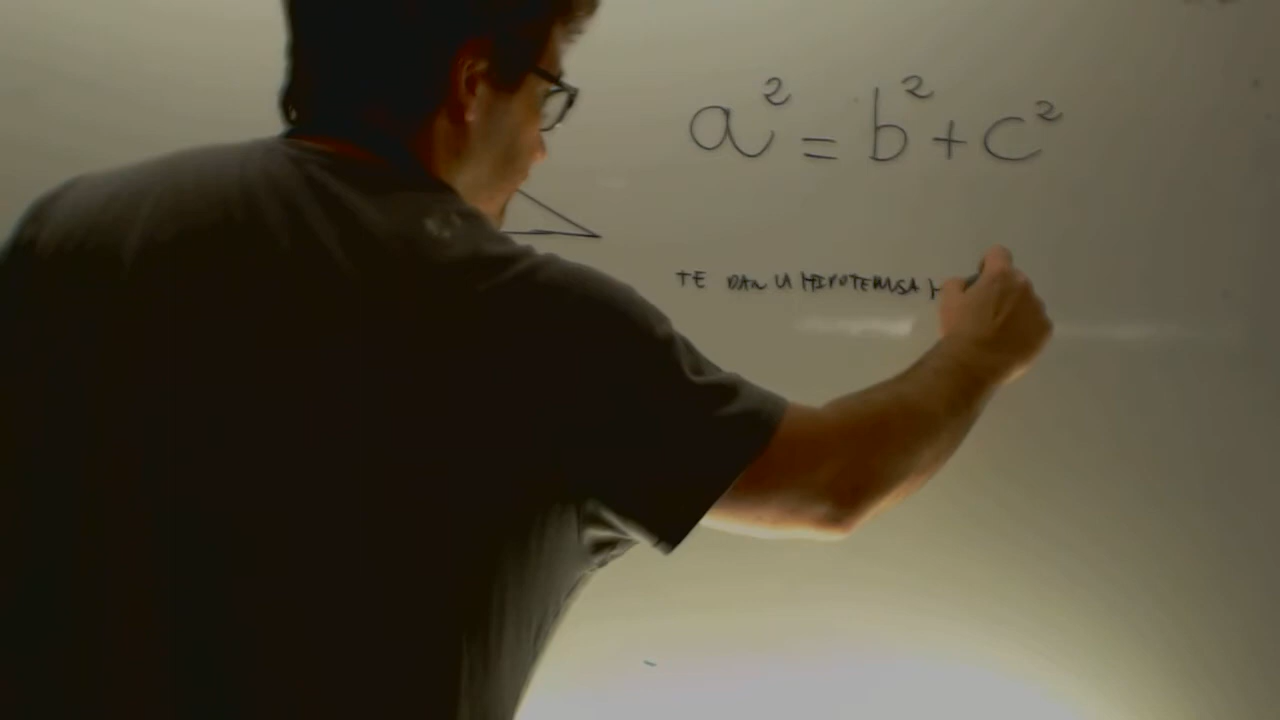 a² = b² + c²
TE DAN LA HIPOTENUSA